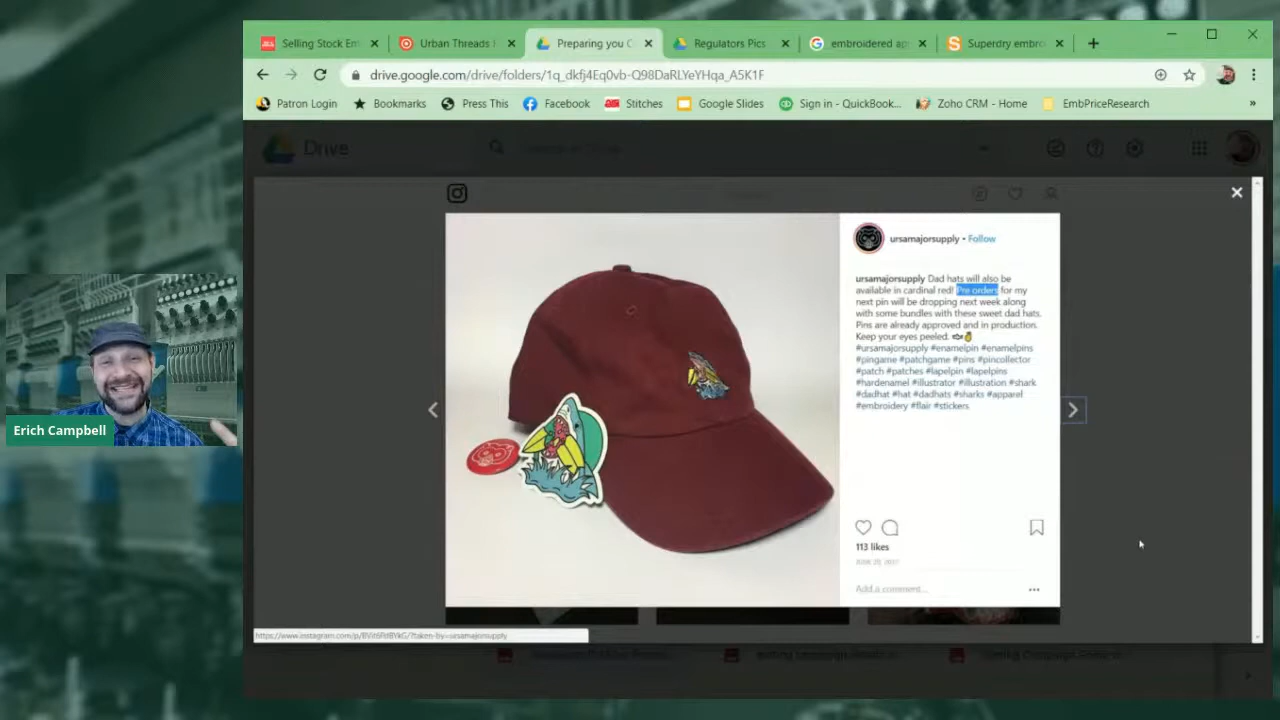 Selling Stock Em
Urban Threads
Preparing you C
Regulators Pics
embroidered ap
Superdry embro
drive.google.com/drive/folders/1q_dkfj4Eq0vb-Q98DaRLYeYHqa_A5K1F
Patron Login
Bookmarks
Press This
Facebook
Stitches
Google Slides
Sign in - QuickBook...
Zoho CRM - Home
EmbPriceResearch
Drive
ursamajorsupply • Follow
ursamajorsupply Dad hats will also be
available in cardinal red! Pre orders for my
next pin will be dropping next week along
with some bundles with these sweet dad hats.
Pins are already approved and in production.
Keep your eyes peeled.
#ursamajorsupply #enamelpin #enamelpins
#pingame #patchgame #pins #pincollector
#patch #patches #lapelpin #lapelpins
#hardenamel #illustrator #illustration #shark
#dadhat #hat #dadhats #sharks #apparel
#embroidery #flair #stickers
113 likes
Add a comment...
Erich Campbell